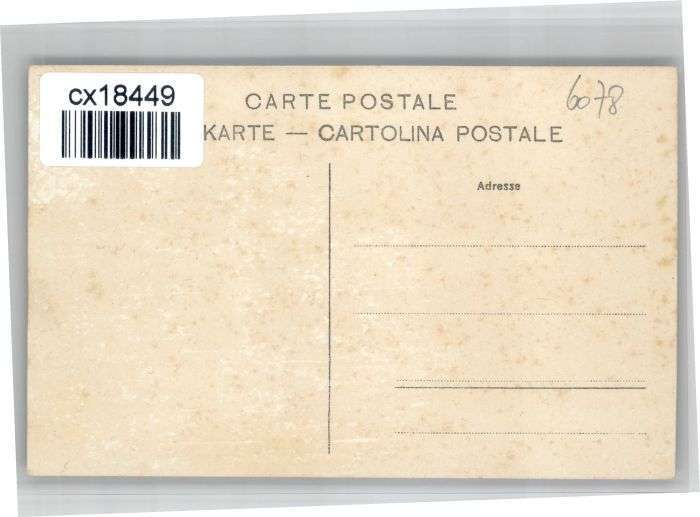 cx18449
CARTE POSTALE
6078
KARTE — CARTOLINA POSTALE
Adresse